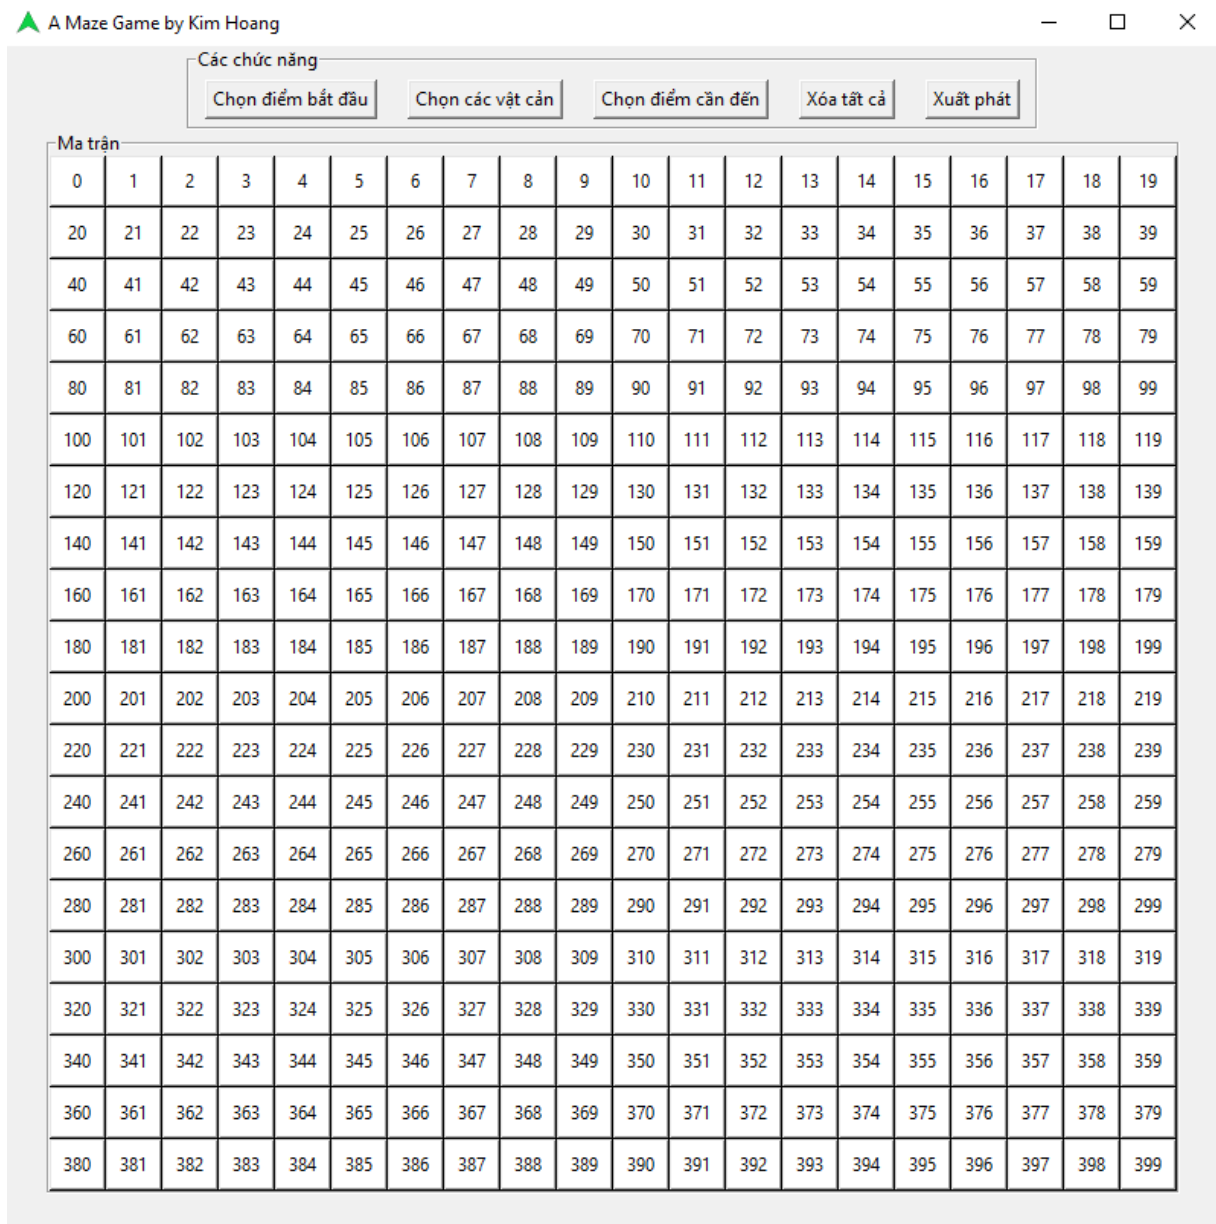 A Maze Game by Kim Hoang
Các chức năng
Chọn điểm bắt đầu Chọn các vật cản Chọn điểm cần đến Xóa tất cả Xuất phát
Ma trận
0 1 2 3 4 5 6 7 8 9 10 11 12 13 14 15 16 17 18 19
20 21 22 23 24 25 26 27 28 29 30 31 32 33 34 35 36 37 38 39
40 41 42 43 44 45 46 47 48 49 50 51 52 53 54 55 56 57 58 59
60 61 62 63 64 65 66 67 68 69 70 71 72 73 74 75 76 77 78 79
80 81 82 83 84 85 86 87 88 89 90 91 92 93 94 95 96 97 98 99
100 101 102 103 104 105 106 107 108 109 110 111 112 113 114 115 116 117 118 119
120 121 122 123 124 125 126 127 128 129 130 131 132 133 134 135 136 137 138 139
140 141 142 143 144 145 146 147 148 149 150 151 152 153 154 155 156 157 158 159
160 161 162 163 164 165 166 167 168 169 170 171 172 173 174 175 176 177 178 179
180 181 182 183 184 185 186 187 188 189 190 191 192 193 194 195 196 197 198 199
200 201 202 203 204 205 206 207 208 209 210 211 212 213 214 215 216 217 218 219
220 221 222 223 224 225 226 227 228 229 230 231 232 233 234 235 236 237 238 239
240 241 242 243 244 245 246 247 248 249 250 251 252 253 254 255 256 257 258 259
260 261 262 263 264 265 266 267 268 269 270 271 272 273 274 275 276 277 278 279
280 281 282 283 284 285 286 287 288 289 290 291 292 293 294 295 296 297 298 299
300 301 302 303 304 305 306 307 308 309 310 311 312 313 314 315 316 317 318 319
320 321 322 323 324 325 326 327 328 329 330 331 332 333 334 335 336 337 338 339
340 341 342 343 344 345 346 347 348 349 350 351 352 353 354 355 356 357 358 359
360 361 362 363 364 365 366 367 368 369 370 371 372 373 374 375 376 377 378 379
380 381 382 383 384 385 386 387 388 389 390 391 392 393 394 395 396 397 398 399